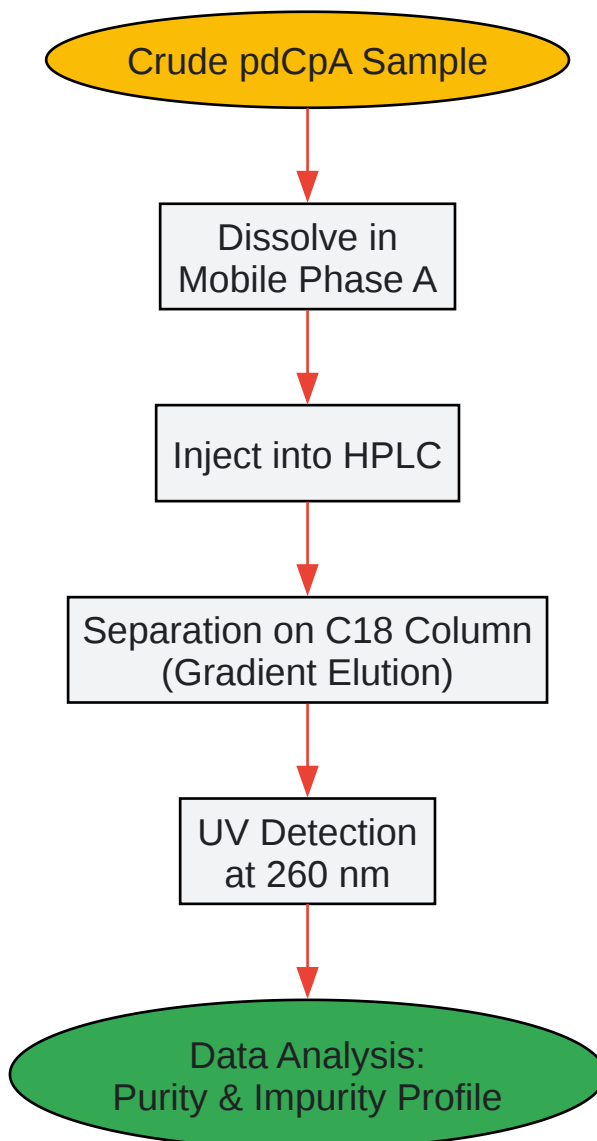 Crude pdCpA Sample
Dissolve in
Mobile Phase A
Inject into HPLC
Separation on C18 Column
(Gradient Elution)
UV Detection
at 260 nm
Data Analysis:
Purity & Impurity Profile